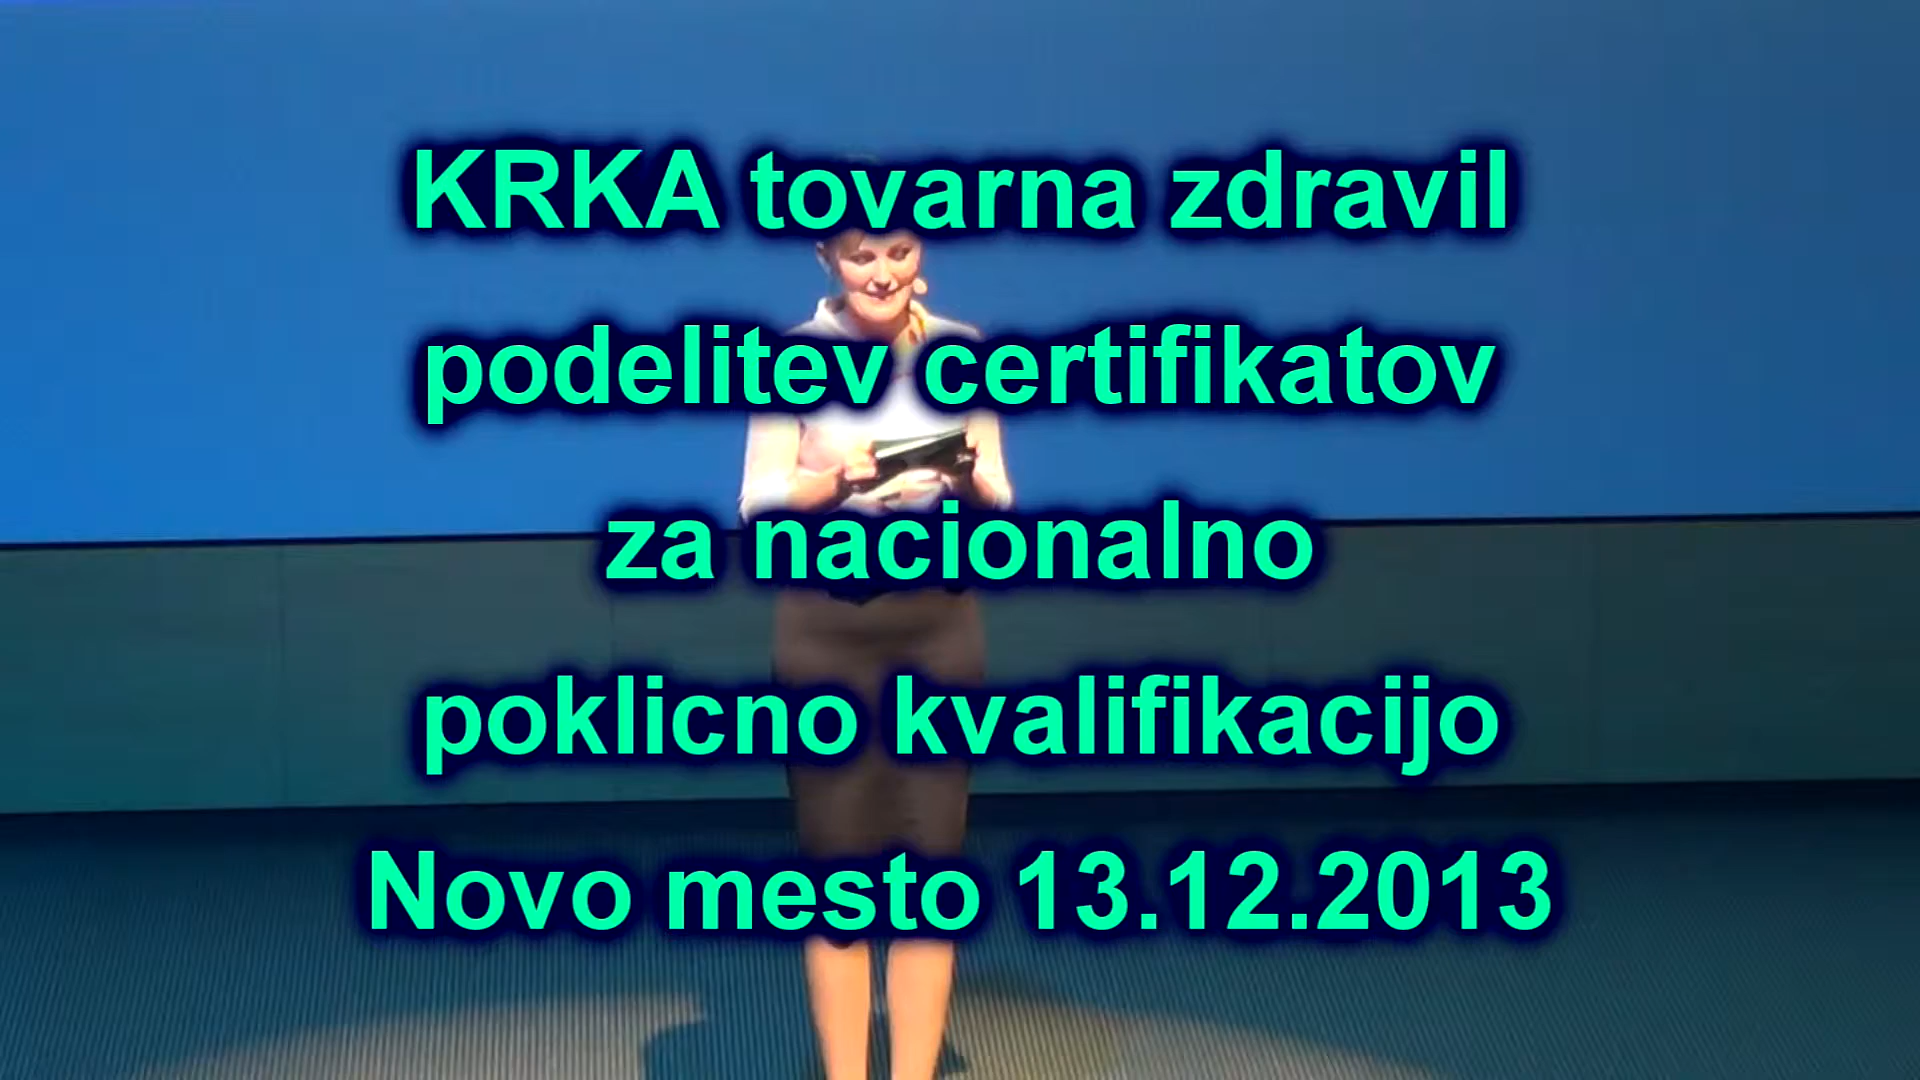 KRKA tovarna zdravil
podelitev certifikatov
za nacionalno
poklicno kvalifikacijo
Novo mesto 13.12.2013